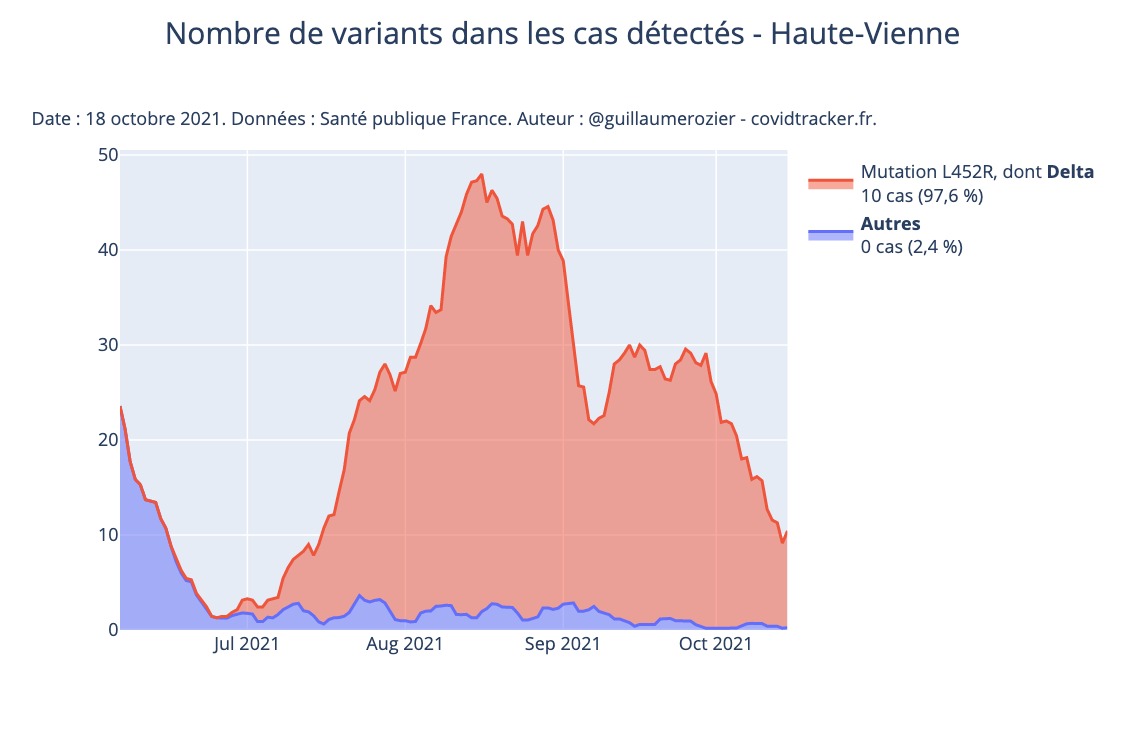 Nombre de variants dans les cas détectés - Haute-Vienne
Date : 18 octobre 2021. Données : Santé publique France. Auteur : @guillaumerozier - covidtracker.fr.
50
40
30
20
10
0
Jul 2021
Aug 2021
Sep 2021
Oct 2021
Mutation L452R, dont Delta
10 cas (97,6 %)
Autres
0 cas (2,4 %)